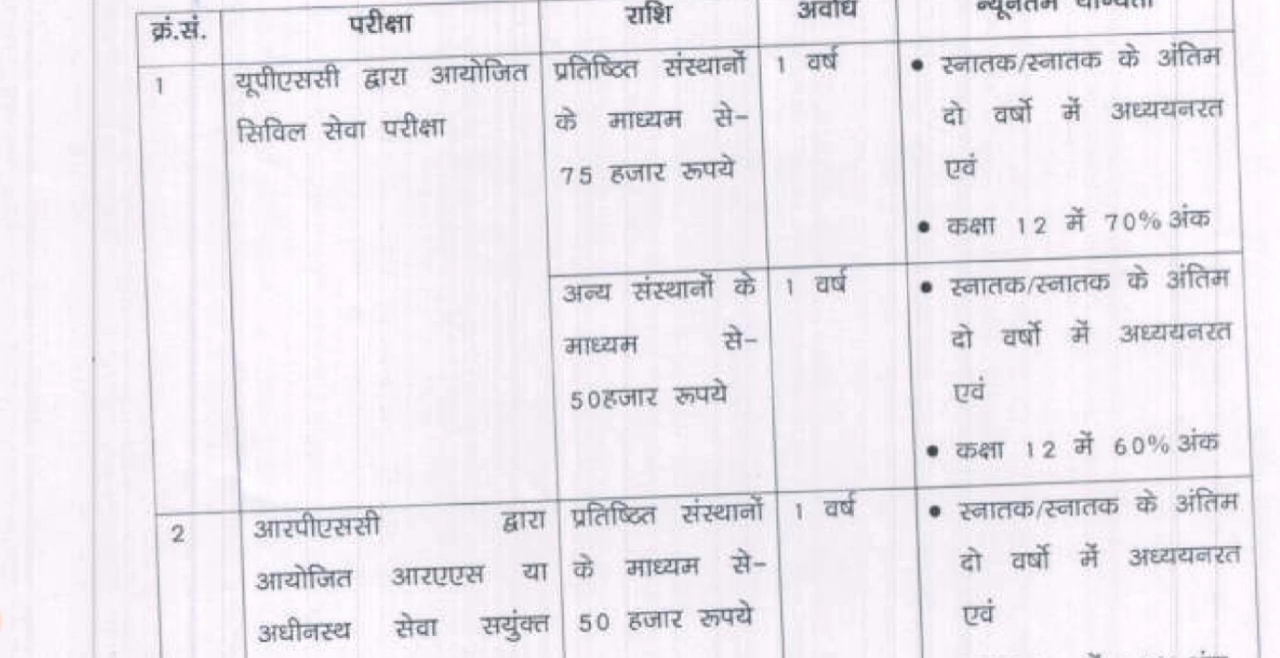 क्रं.सं. परीक्षा राशि अवधि न्यूनतम योग्यता
1 यूपीएससी द्वारा आयोजित प्रतिष्ठित संस्थानों 1 वर्ष • स्नातक/स्नातक के अंतिम
सिविल सेवा परीक्षा के माध्यम से- दो वर्षो में अध्ययनरत
75 हजार रूपये एवं
• कक्षा 12 में 70% अंक
अन्य संस्थानों के 1 वर्ष • स्नातक/स्नातक के अंतिम
माध्यम से- दो वर्षो में अध्ययनरत
50हजार रूपये एवं
• कक्षा 12 में 60% अंक
2 आरपीएससी द्वारा प्रतिष्ठित संस्थानों 1 वर्ष • स्नातक/स्नातक के अंतिम
आयोजित आरएएस या के माध्यम से- दो वर्षो में अध्ययनरत
अधीनस्थ सेवा सयुंक्त 50 हजार रूपये एवं